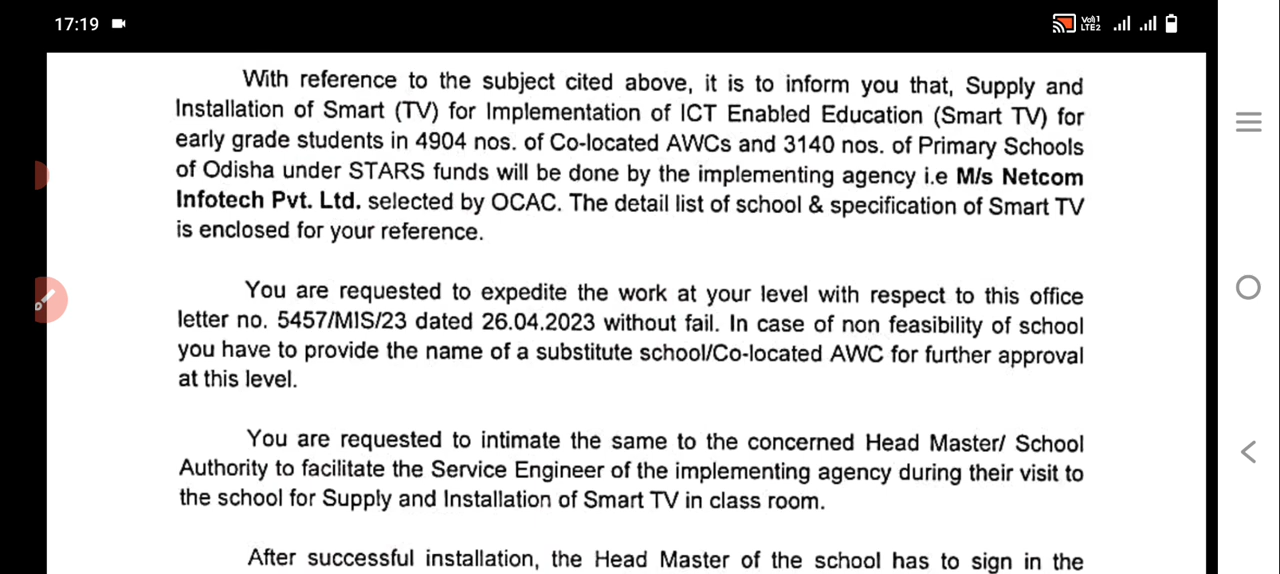 17:19
Vol) 1
LTE2
With reference to the subject cited above, it is to inform you that, Supply and
Installation of Smart (TV) for Implementation of ICT Enabled Education (Smart TV) for
early grade students in 4904 nos. of Co-located AWCs and 3140 nos. of Primary Schools
of Odisha under STARS funds will be done by the implementing agency i.e M/s Netcom
Infotech Pvt. Ltd. selected by OCAC. The detail list of school & specification of Smart TV
is enclosed for your reference.
You are requested to expedite the work at your level with respect to this office
letter no. 5457/MIS/23 dated 26.04.2023 without fail. In case of non feasibility of school
you have to provide the name of a substitute school/Co-located AWC for further approval
at this level.
You are requested to intimate the same to the concerned Head Master/ School
Authority to facilitate the Service Engineer of the implementing agency during their visit to
the school for Supply and Installation of Smart TV in class room.
After successful installation, the Head Master of the school has to sign in the